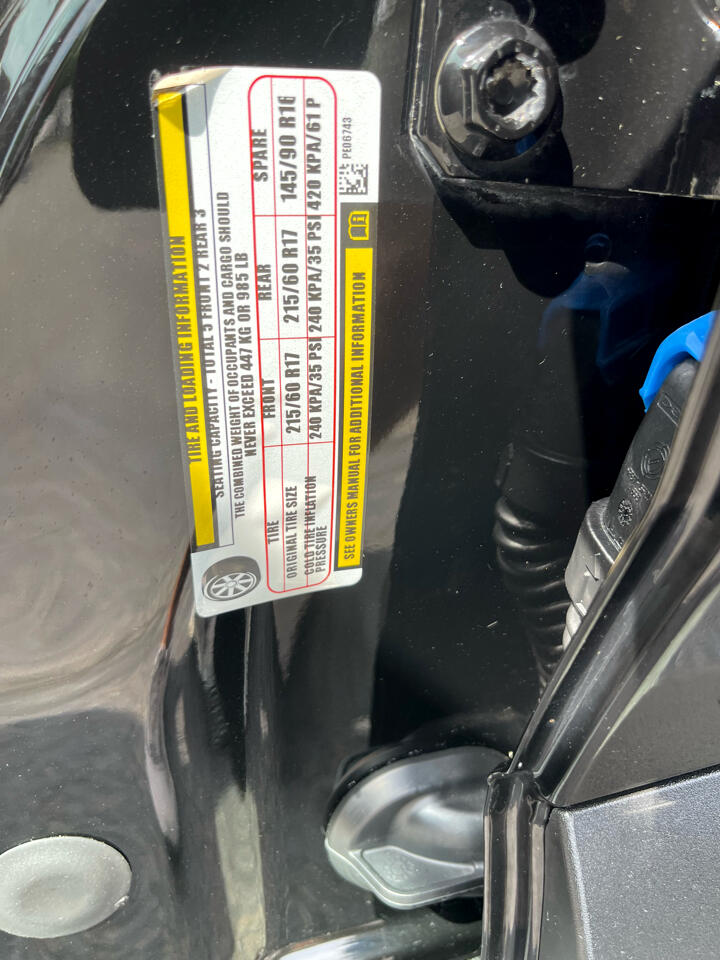 TIRE AND LOADING INFORMATION
SEATING CAPACITY - TOTAL 5 FRONT 2 REAR 3
THE COMBINED WEIGHT OF OCCUPANTS AND CARGO SHOULD
NEVER EXCEED 447 KG OR 985 LB
TIRE FRONT REAR SPARE
ORIGINAL TIRE SIZE 215/60 R17 215/60 R17 145/90 R16
COLD TIRE INFLATION PRESSURE 240 KPA/35 PSI 240 KPA/35 PSI 420 KPA/61 P
SEE OWNERS MANUAL FOR ADDITIONAL INFORMATION
PE06743